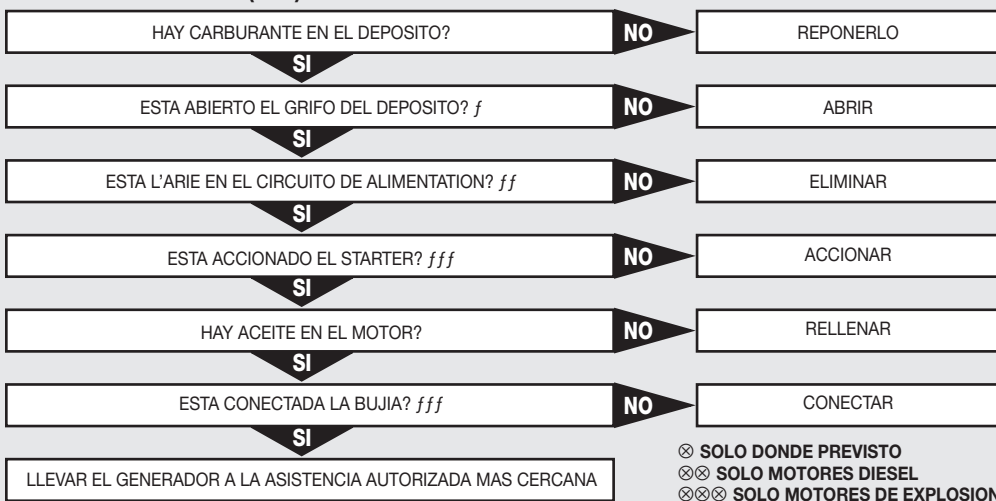 HAY CARBURANTE EN EL DEPOSITO? NO REPONERLO
SI
ESTA ABIERTO EL GRIFO DEL DEPOSITO? ƒ NO ABRIR
SI
ESTA L'ARIE EN EL CIRCUITO DE ALIMENTATION? ƒƒ NO ELIMINAR
SI
ESTA ACCIONADO EL STARTER? ƒƒƒ NO ACCIONAR
SI
HAY ACEITE EN EL MOTOR? NO RELLENAR
SI
ESTA CONECTADA LA BUJIA? ƒƒƒ NO CONECTAR
SI
LLEVAR EL GENERADOR A LA ASISTENCIA AUTORIZADA MAS CERCANA
⊗ SOLO DONDE PREVISTO
⊗⊗ SOLO MOTORES DIESEL
⊗⊗⊗ SOLO MOTORES DE EXPLOSION